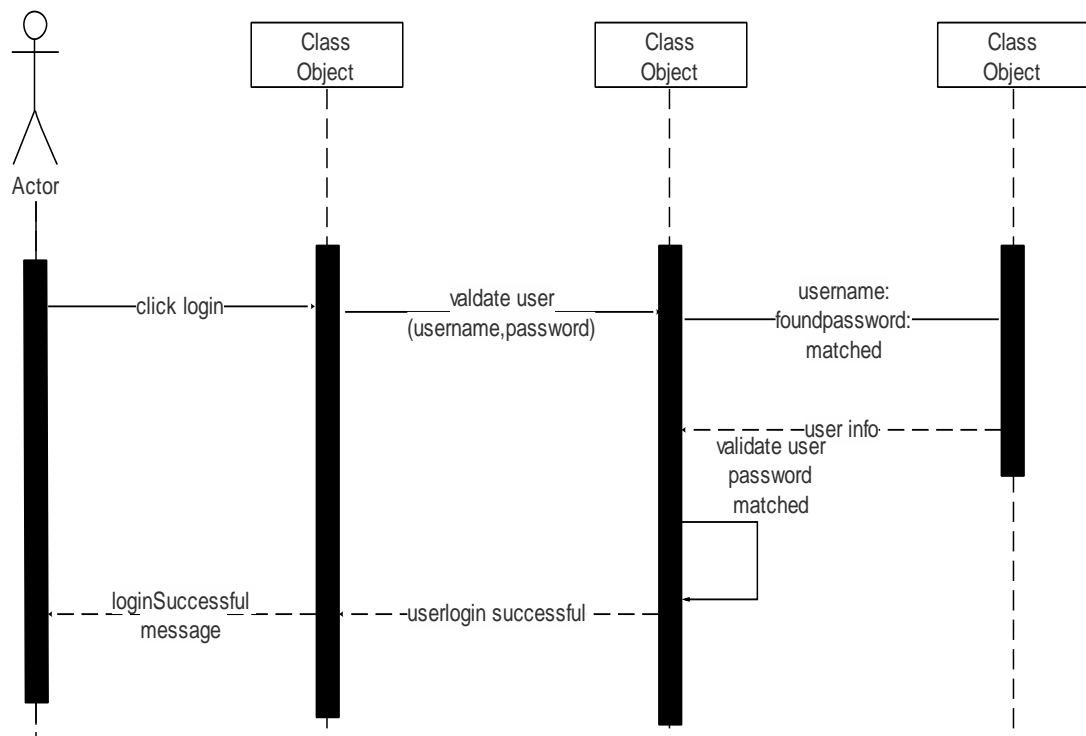 Class
Object
Class
Object
Class
Object
Actor
click login
valdate user
(username,password)
username:
foundpassword:
matched
user info
validate user
password
matched
loginSuccessful
message
userlogin successful